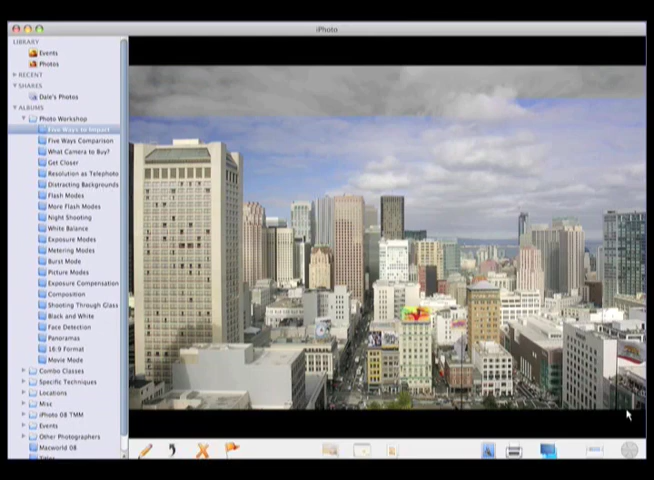 iPhoto
LIBRARY
Events
Photos
RECENT
SHARES
Dale's Photos
ALBUMS
Photo Workshop
Five Ways to Impact
Five Ways Comparison
What Camera to Buy?
Get Closer
Resolution as Telephoto
Distracting Backgrounds
Flash Modes
More Flash Modes
Night Shooting
White Balance
Exposure Modes
Metering Modes
Burst Mode
Picture Modes
Exposure Compensation
Composition
Shooting Through Glass
Black and White
Face Detection
Panoramas
16:9 Format
Movie Mode
Combo Classes
Specific Techniques
Locations
Misc
iPhoto 08 TMM
Events
Other Photographers
Macworld 08